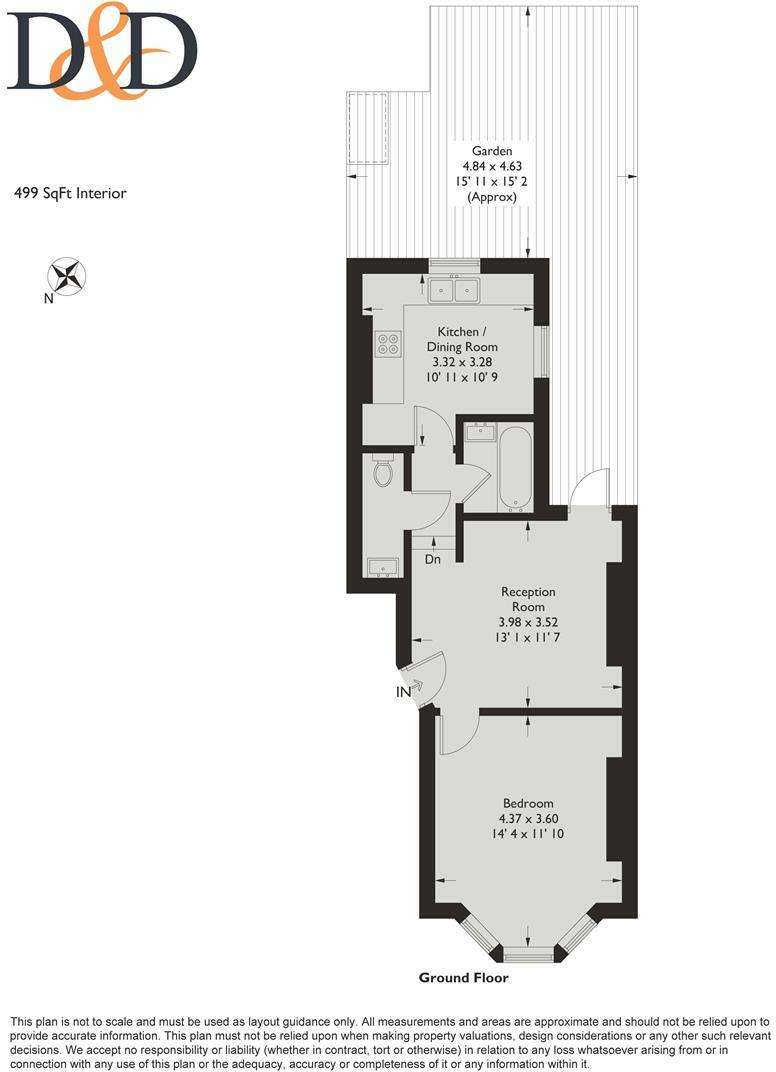 D&D
499 SqFt Interior
N
Garden
4.84 x 4.63
15' 11 x 15' 2
(Approx)
Kitchen /
Dining Room
3.32 x 3.28
10' 11 x 10' 9
Dn
Reception
Room
3.98 x 3.52
13' 1 x 11' 7
IN
Bedroom
4.37 x 3.60
14' 4 x 11' 10
Ground Floor
This plan is not to scale and must be used as layout guidance only. All measurements and areas are approximate and should not be relied upon to
provide accurate information. This plan must not be relied upon when making property valuations, design considerations or any other such relevant
decisions. We accept no responsibility or liability (whether in contract, tort or otherwise) in relation to any loss whatsoever arising from or in
connection with any use of this plan or the adequacy, accuracy or completeness of it or any information within it.